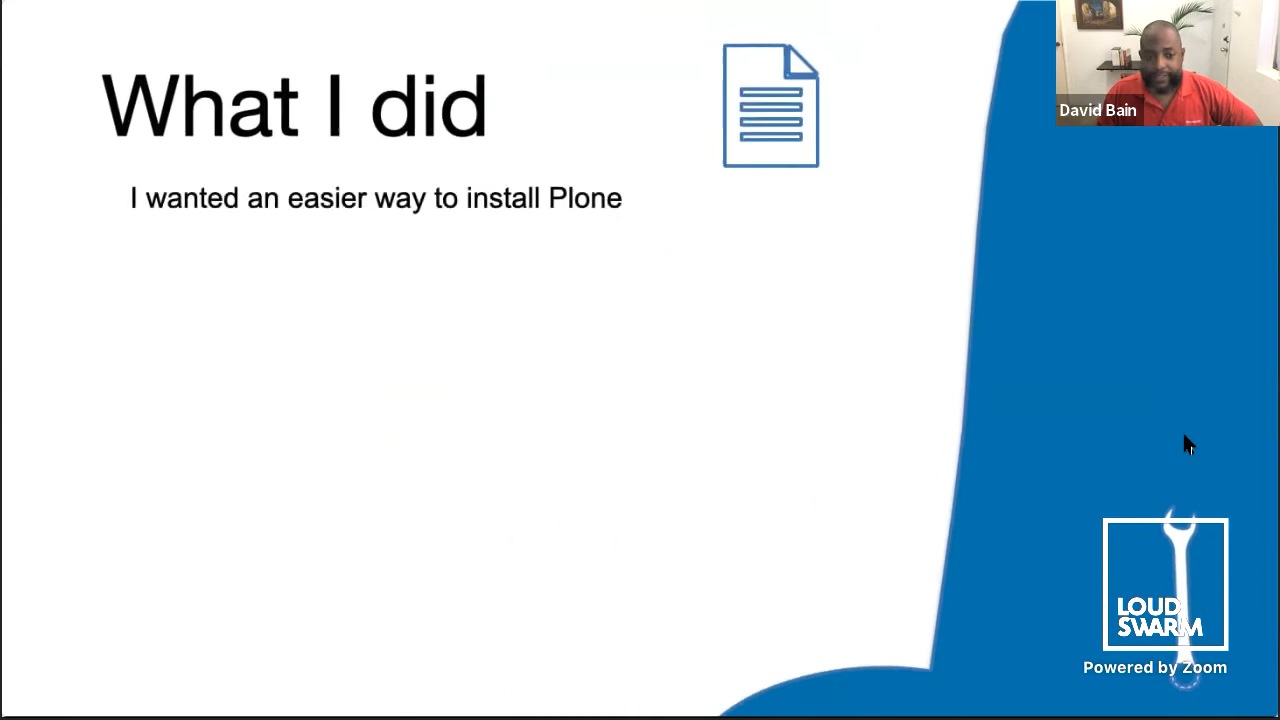 What I did
I wanted an easier way to install Plone
David Bain
LOUD
SWARM
Powered by Zoom